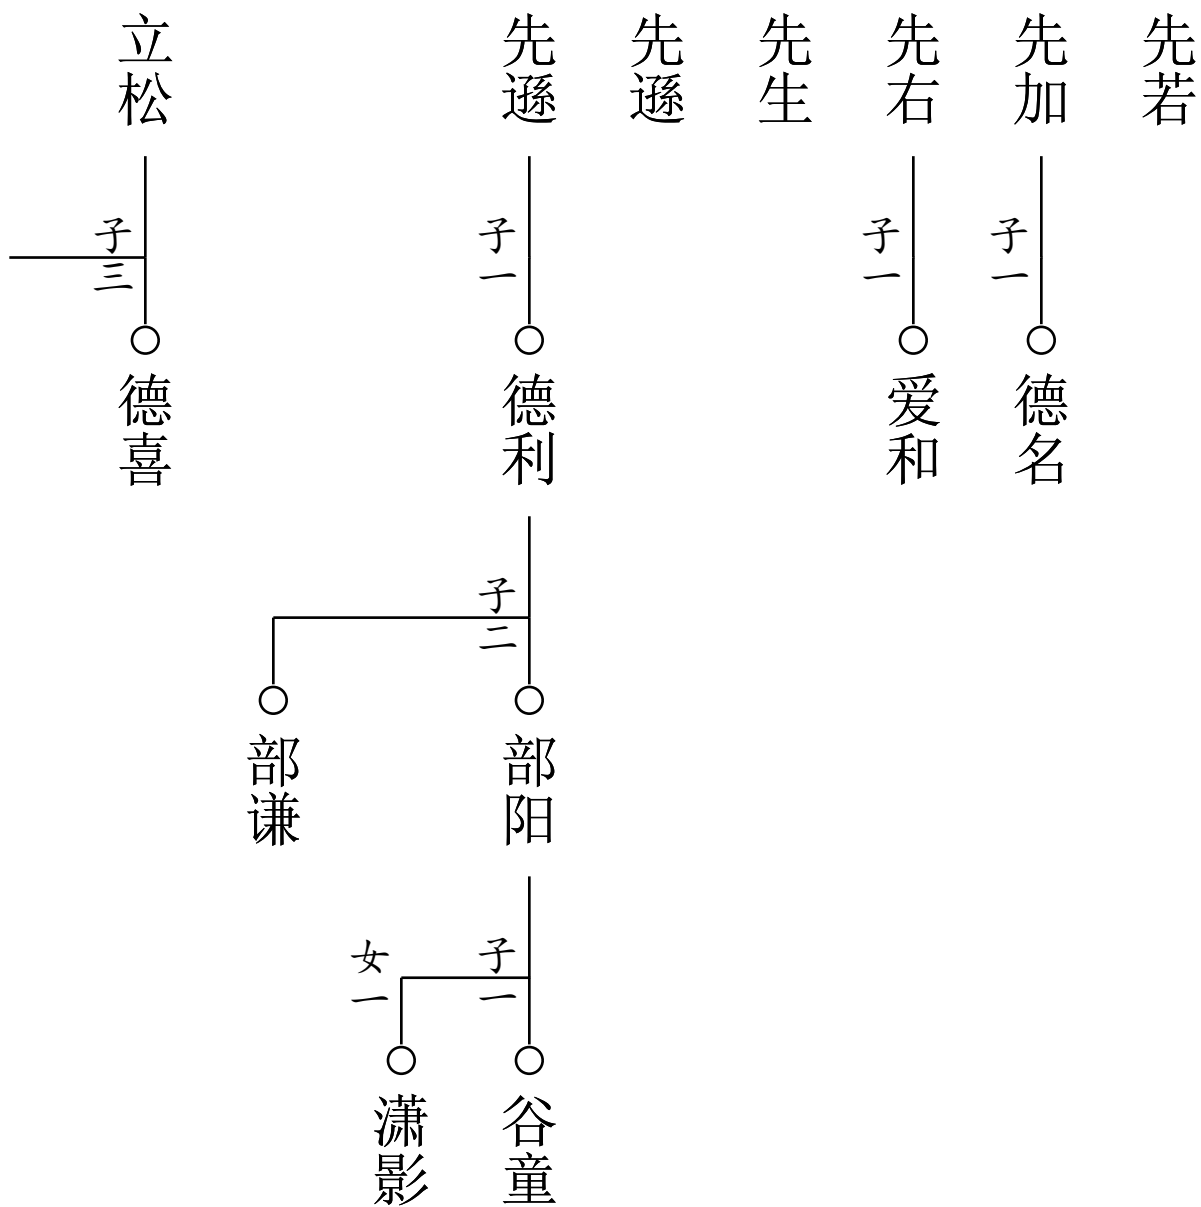 先若
先加
先右
先生
先遜
先遜
立松
子一
子一
子一
子三
德名
爱和
德利
德喜
子二
部阳
部谦
子一
女一
谷童
潇影